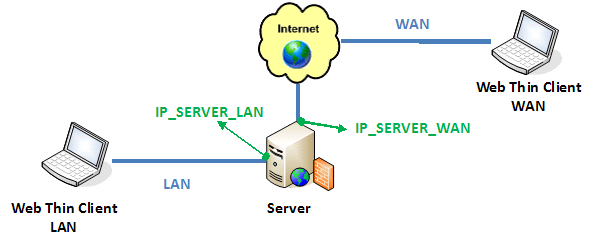 Internet
WAN
Web Thin Client
WAN
IP_SERVER_LAN
IP_SERVER_WAN
LAN
Web Thin Client
LAN
Server